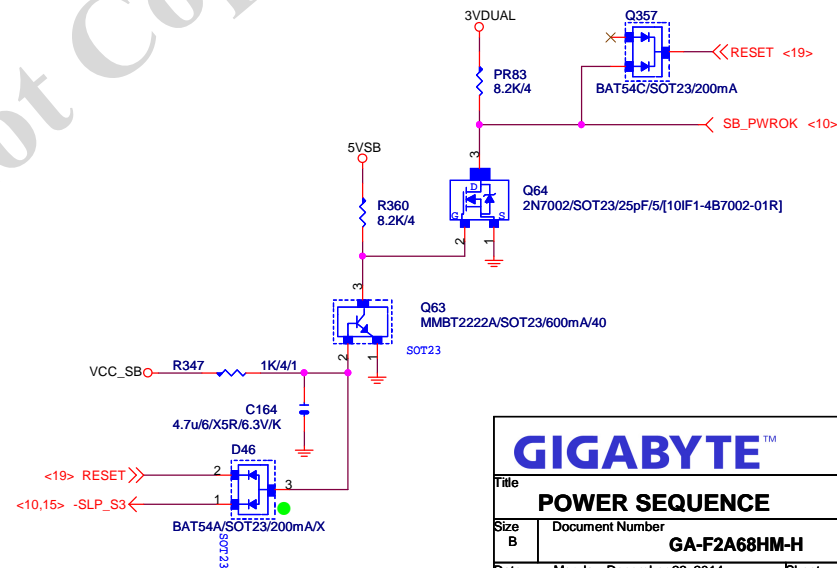 ot Co
3VDUAL
Q357
PR83
8.2K/4
RESET <19>
BAT54C/SOT23/200mA
SB_PWROK <10>
5VSB
3
D
G
S
Q64
2N7002/SOT23/25pF/5/[10IF1-4B7002-01R]
R360
8.2K/4
2
1
3
Q63
MMBT2222A/SOT23/600mA/40
SOT23
2
1
VCC_SB
R347
1K/4/1
C164
4.7u/6/X5R/6.3V/K
D46
<19> RESET
2
3
<10,15> -SLP_S3
1
BAT54A/SOT23/200mA/X
SOT23
GIGABYTE™
Title
POWER SEQUENCE
Size
B
Document Number
GA-F2A68HM-H